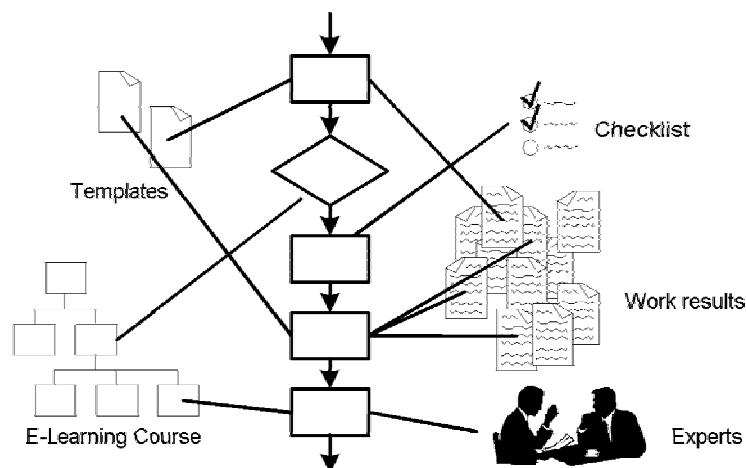 Checklist
Templates
Work results
E-Learning Course
Experts